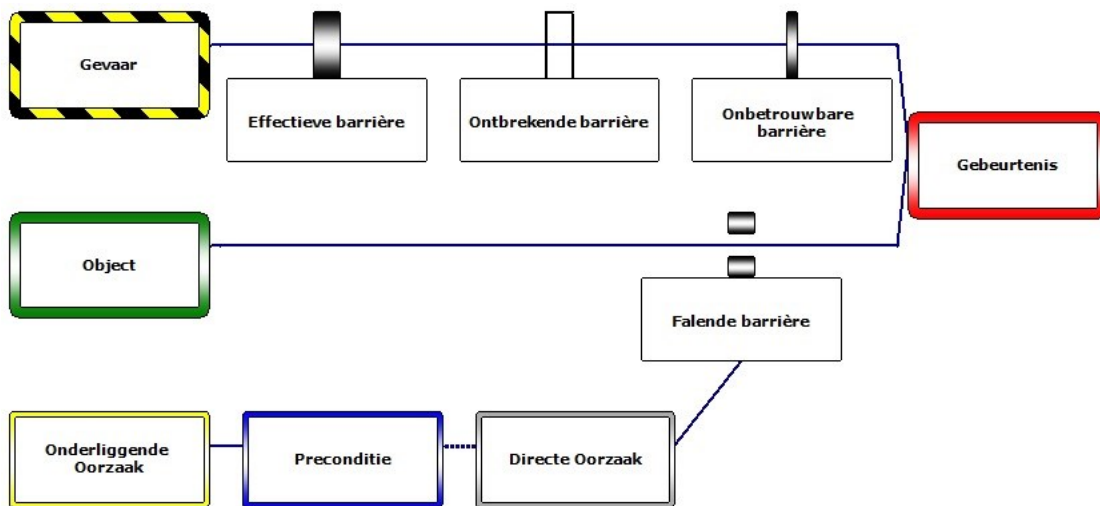 Gevaar
Effectieve barrière
Ontbrekende barrière
Onbetrouwbare
barrière
Gebeurtenis
Object
Falende barrière
Onderliggende
Oorzaak
Preconditie
Directe Oorzaak